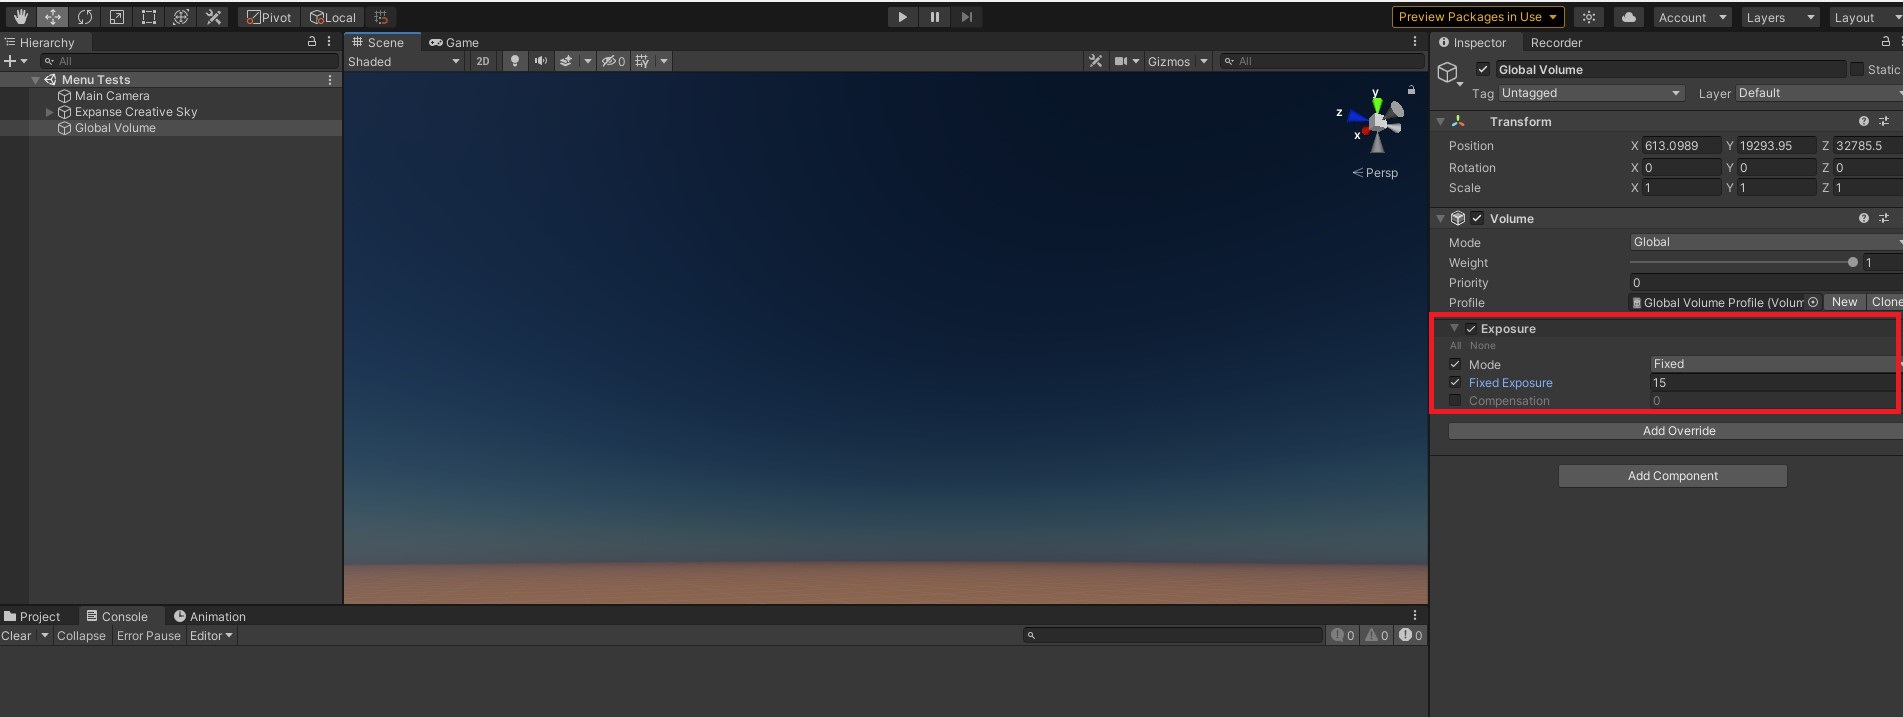 Pivot Local Preview Packages in Use Account Layers Layout
Hierarchy
All
Menu Tests
Main Camera
Expanse Creative Sky
Global Volume
Scene Game
Shaded 2D 0 Gizmos All
y
z
x
Persp
Inspector Recorder
Global Volume Static
Tag Untagged Layer Default
Transform
Position X 613.0989 Y 19293.95 Z 32785.5
Rotation X 0 Y 0 Z 0
Scale X 1 Y 1 Z 1
Volume
Mode Global
Weight 1
Priority 0
Profile Global Volume Profile (Volum New Clone
Exposure
All None
Mode Fixed
Fixed Exposure 15
Compensation 0
Add Override
Add Component
Project Console Animation
Clear Collapse Error Pause Editor 0 0 0